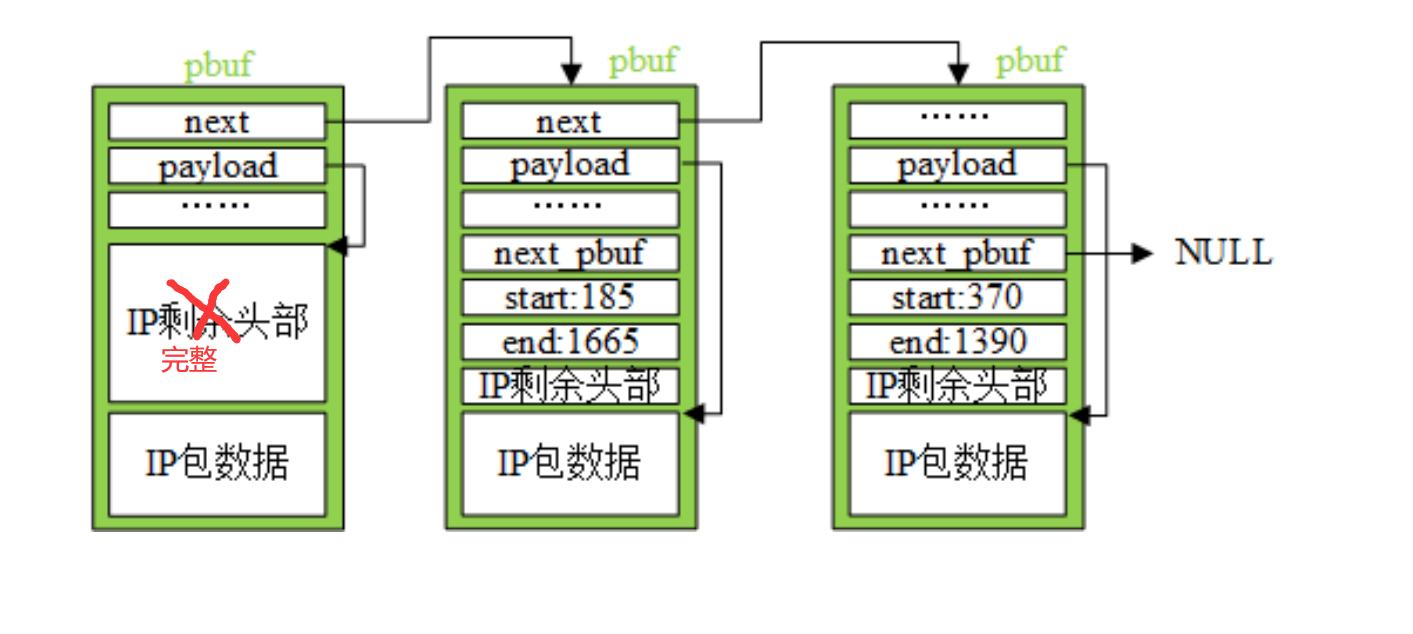 pbuf
next
payload
……
IP剩余头部
完整
IP包数据
pbuf
next
payload
……
next_pbuf
start:185
end:1665
IP剩余头部
IP包数据
pbuf
……
payload
……
next_pbuf
start:370
end:1390
IP剩余头部
IP包数据
NULL